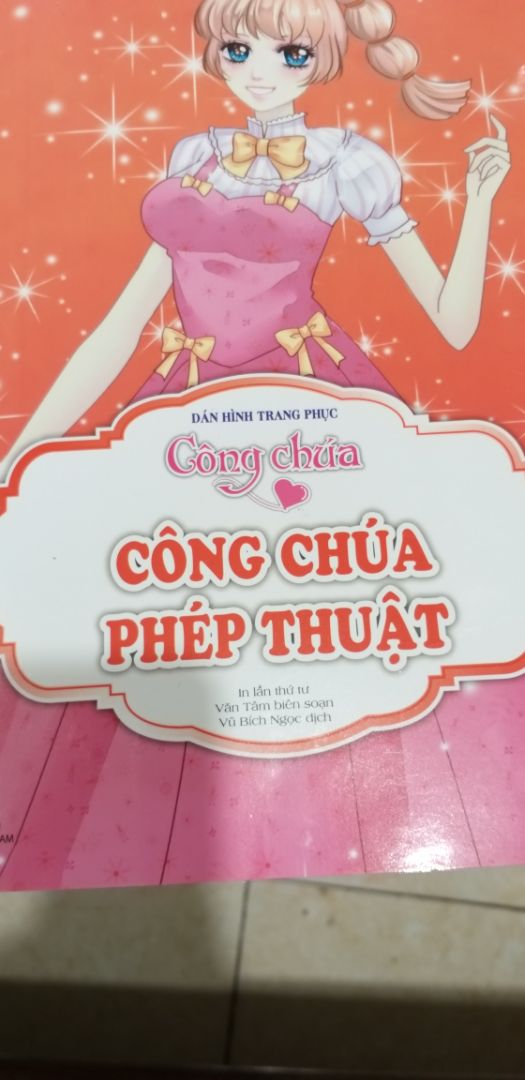 DÁN HÌNH TRANG PHỤC
Công chúa
CÔNG CHÚA
PHÉP THUẬT
In lần thứ tư
Vân Tâm biên soạn
Vũ Bích Ngọc dịch